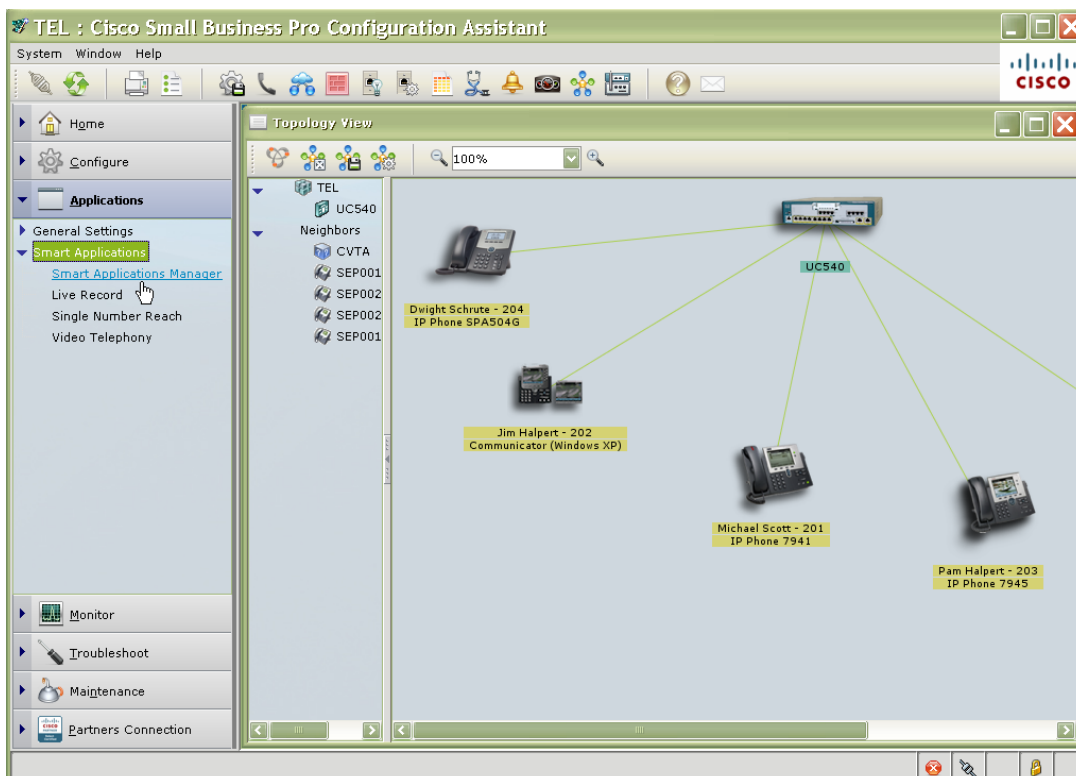 TEL : Cisco Small Business Pro Configuration Assistant
System Window Help
CISCO
Home
Configure
Applications
General Settings
Smart Applications
Smart Applications Manager
Live Record
Single Number Reach
Video Telephony
Monitor
Troubleshoot
Maintenance
Partners Connection
Topology View
100%
TEL
UC540
Neighbors
CVTA
SEP001
SEP002
SEP002
SEP001
UC540
Dwight Schrute - 204
IP Phone SPA504G
Jim Halpert - 202
Communicator (Windows XP)
Michael Scott - 201
IP Phone 7941
Pam Halpert - 203
IP Phone 7945